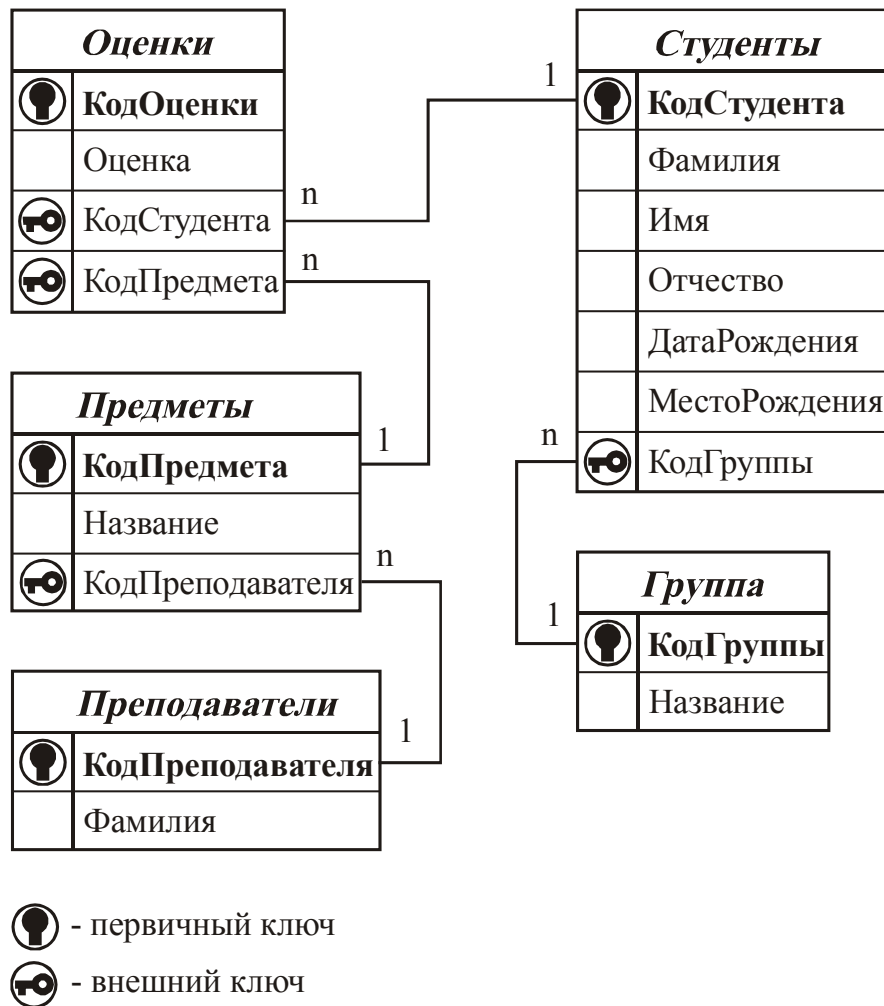 Оценки
КодОценки
Оценка
КодСтудента
КодПредмета
n
n
1
Студенты
КодСтудента
Фамилия
Имя
Отчество
ДатаРождения
МестоРождения
КодГруппы
n
1
Предметы
КодПредмета
Название
КодПреподавателя
1
n
Группа
КодГруппы
Название
Преподаватели
КодПреподавателя
Фамилия
1
- первичный ключ
- внешний ключ